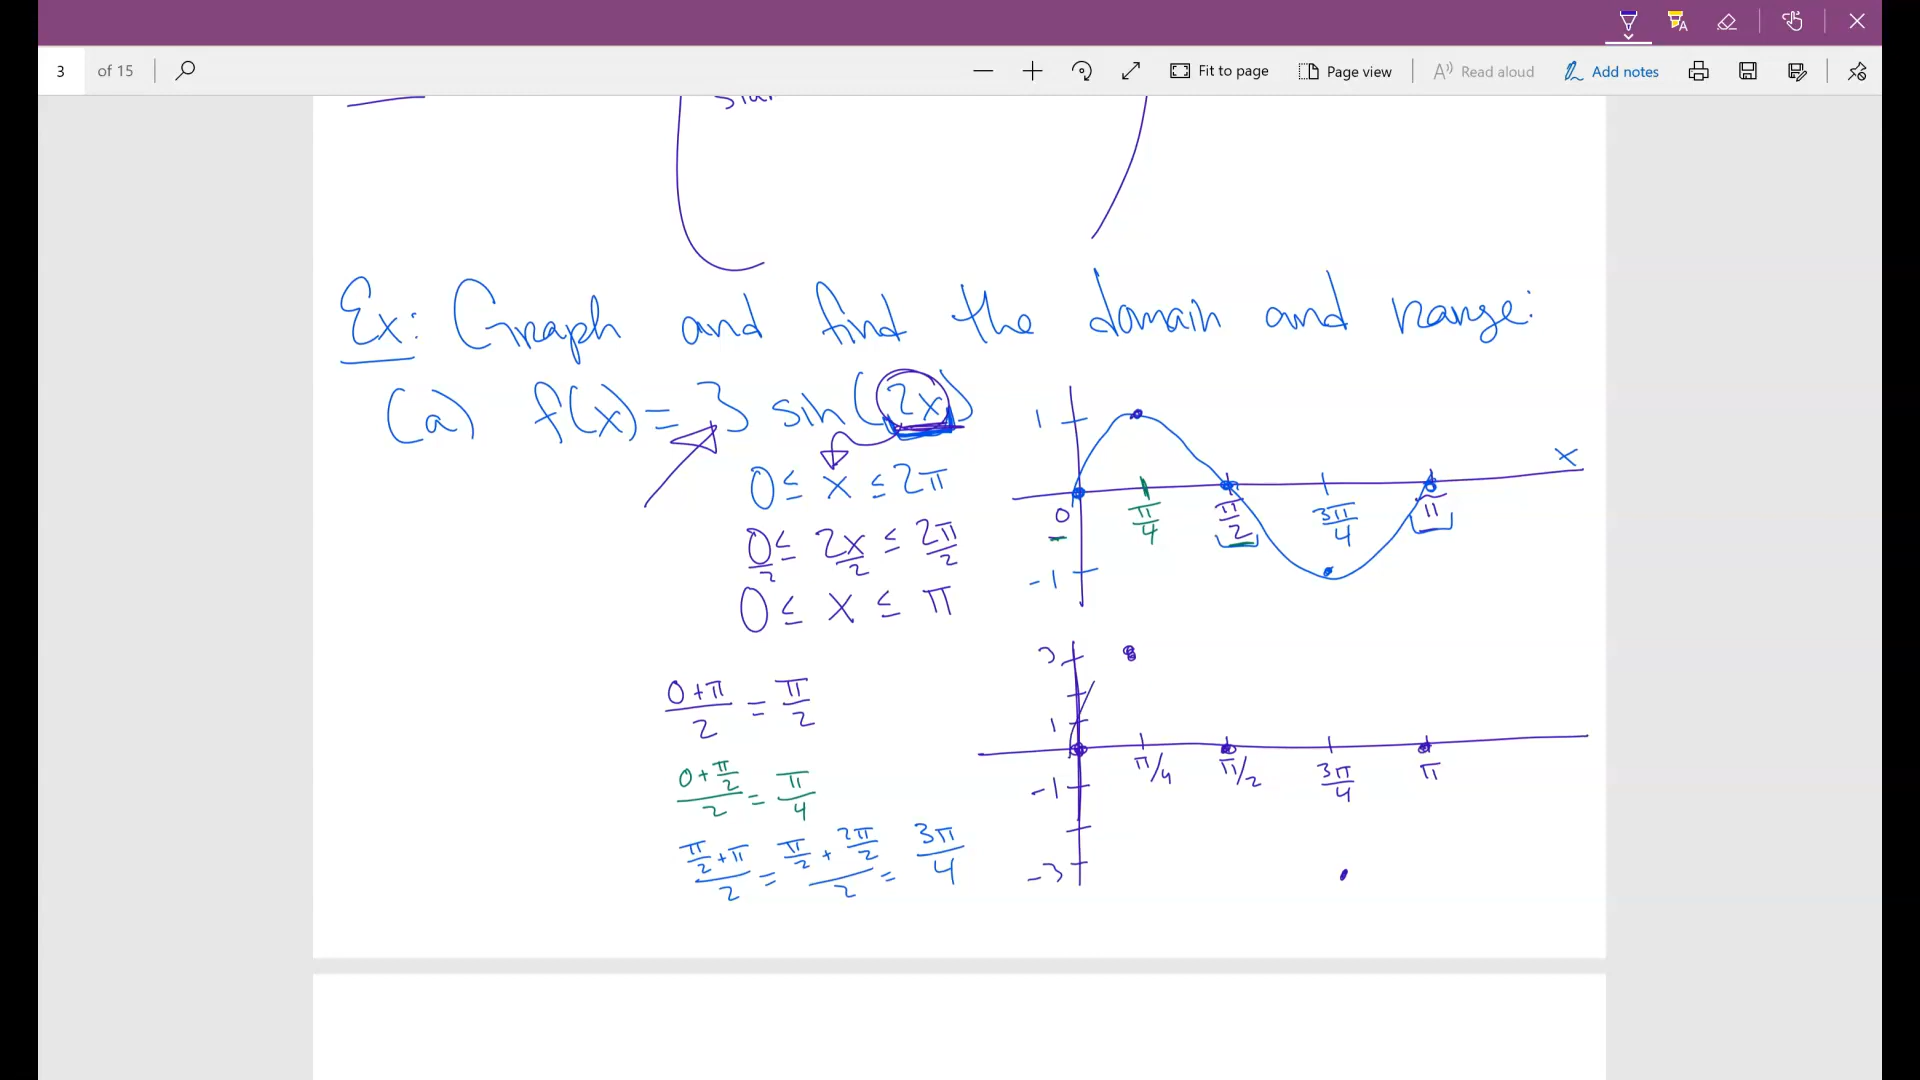 3 of 15 Fit to page Page view Read aloud Add notes
Ex: Graph and find the domain and range:
(a) f(x) = 3 sin(2x)
0 ≤ x ≤ 2π
0/2 ≤ 2x/2 ≤ 2π/2
0 ≤ x ≤ π
(0+π)/2 = π/2
(0+π/2)/2 = π/4
(π/2+π)/2 = (π/2 + 2π/2)/2 = 3π/4
1
x
0 π/4 π/2 3π/4 π
-1
3
1
π/4 π/2 3π/4 π
-1
-3